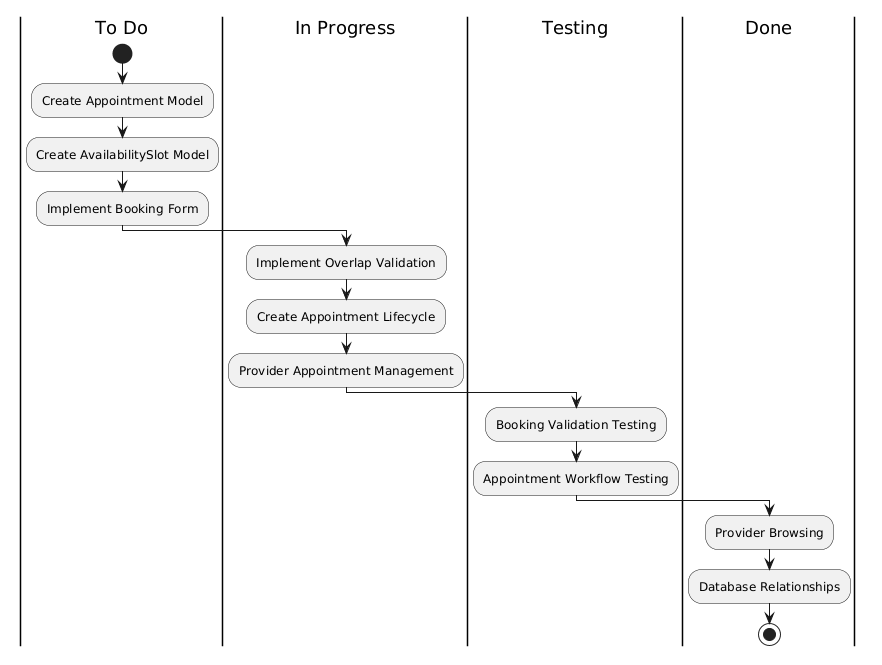 To Do
In Progress
Testing
Done
Create Appointment Model
Create AvailabilitySlot Model
Implement Booking Form
Implement Overlap Validation
Create Appointment Lifecycle
Provider Appointment Management
Booking Validation Testing
Appointment Workflow Testing
Provider Browsing
Database Relationships